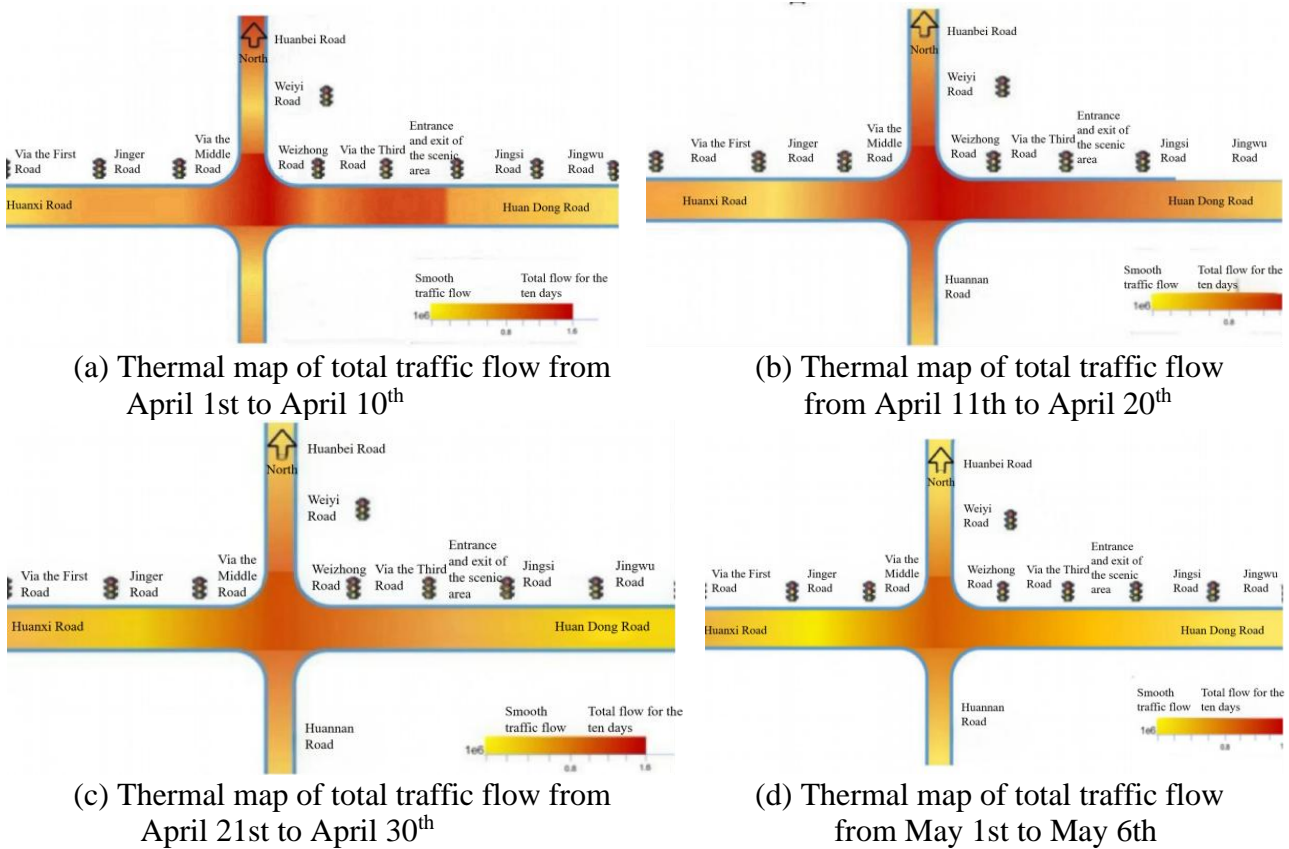 Huanbei Road
North
Weiyi
Road
Via the First
Road
Jinger
Road
Via the
Middle
Road
Weizhong
Road
Via the Third
Road
Entrance
and exit of
the scenic
area
Jingsi
Road
Jingwu
Road
Huanxi Road
Huan Dong Road
Smooth
traffic flow
Total flow for the
ten days
1e6
0.8
1.6
(a) Thermal map of total traffic flow from
April 1st to April 10th
Huanbei Road
North
Weiyi
Road
Via the First
Road
Jinger
Road
Via the
Middle
Road
Weizhong
Road
Via the Third
Road
Entrance
and exit of
the scenic
area
Jingsi
Road
Jingwu
Road
Huanxi Road
Huan Dong Road
Huannan
Road
Smooth
traffic flow
Total flow for the
ten days
1e6
0.8
(b) Thermal map of total traffic flow
from April 11th to April 20th
Huanbei Road
North
Weiyi
Road
Via the First
Road
Jinger
Road
Via the
Middle
Road
Weizhong
Road
Via the Third
Road
Entrance
and exit of
the scenic
area
Jingsi
Road
Jingwu
Road
Huanxi Road
Huan Dong Road
Huannan
Road
Smooth
traffic flow
Total flow for the
ten days
1e6
0.8
1.6
(c) Thermal map of total traffic flow from
April 21st to April 30th
Huanbei Road
North
Weiyi
Road
Via the First
Road
Jinger
Road
Via the
Middle
Road
Weizhong
Road
Via the Third
Road
Entrance
and exit of
the scenic
area
Jingsi
Road
Jingwu
Road
Huanxi Road
Huan Dong Road
Huannan
Road
Smooth
traffic flow
Total flow for the
ten days
1e6
0.8
(d) Thermal map of total traffic flow
from May 1st to May 6th